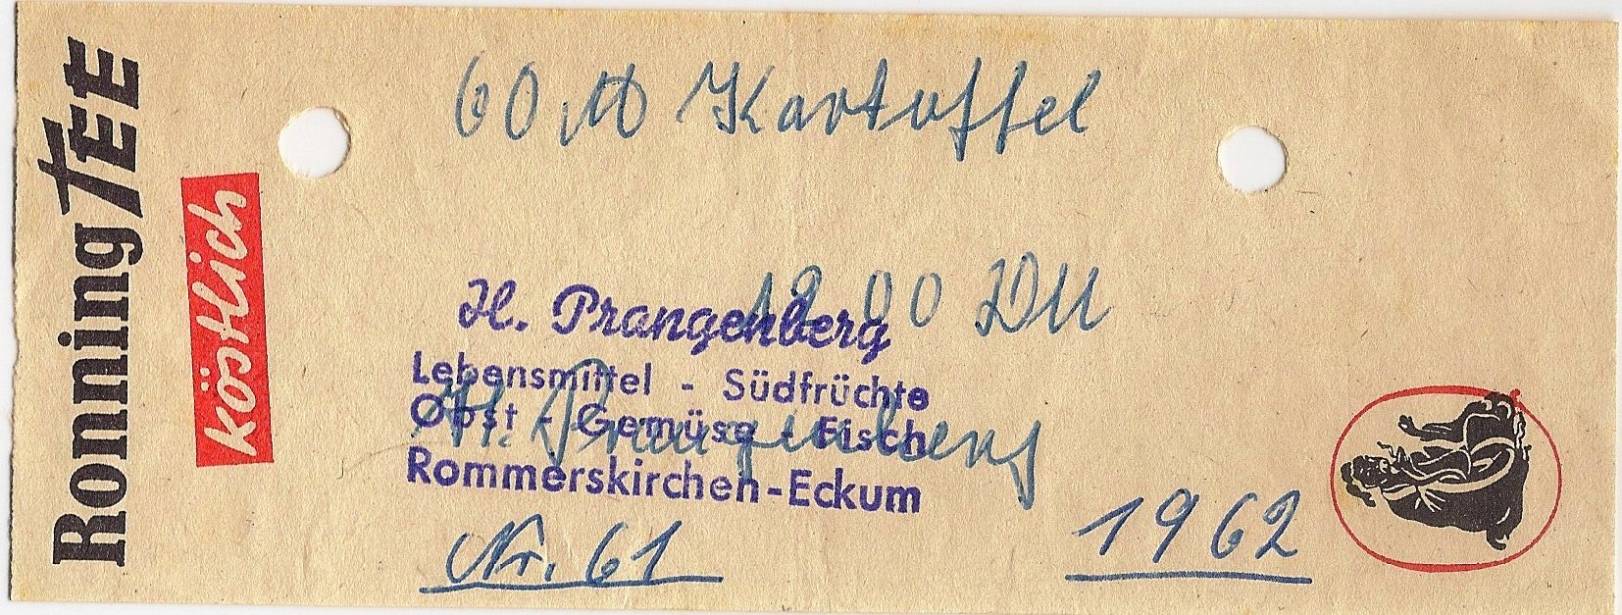 Ronning TEE
köstlich
60 ₰ Kartoffel
12 00 DM
H. Prangenberg
Lebensmittel - Südfrüchte
Obst - Gemüse - Fisch
Rommerskirchen-Eckum
H. Prangenberg
Nr. 61
1962